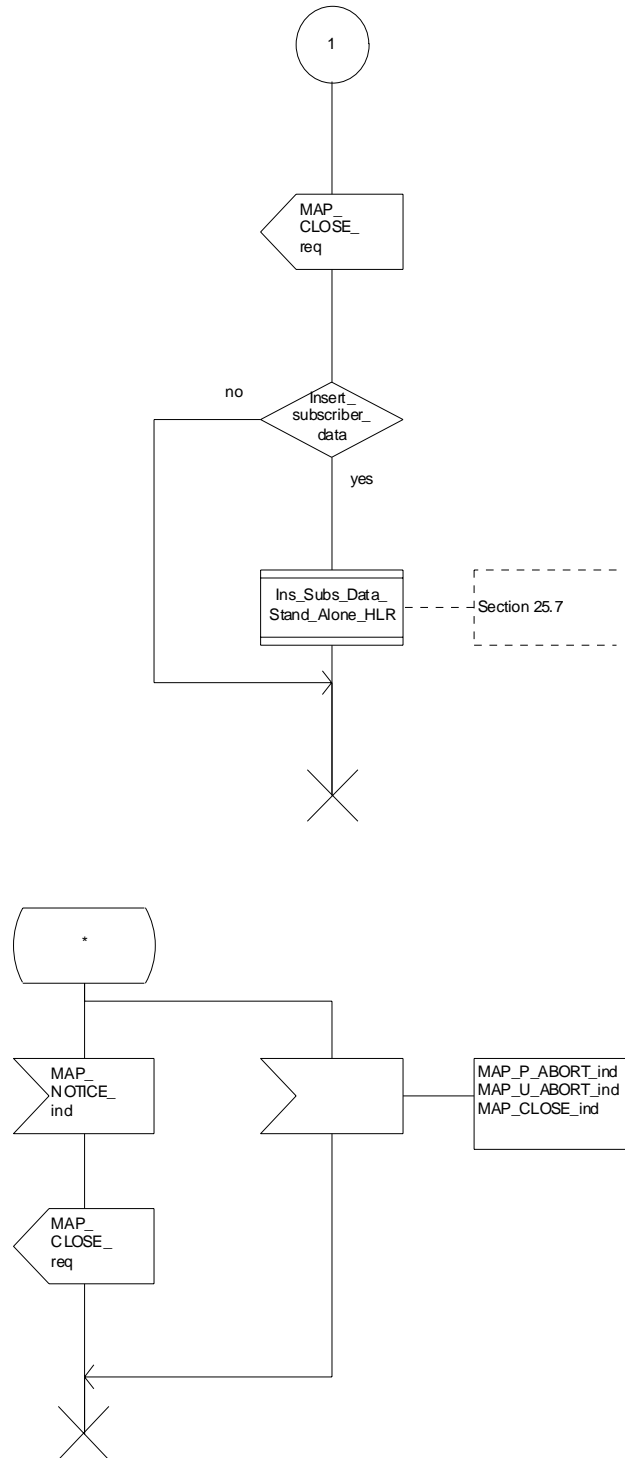 1
MAP_
CLOSE_
req
no
Insert_
subscriber_
data
yes
Ins_Subs_Data_
Stand_Alone_HLR
Section 25.7
*
MAP_
NOTICE_
ind
MAP_P_ABORT_ind
MAP_U_ABORT_ind
MAP_CLOSE_ind
MAP_
CLOSE_
req